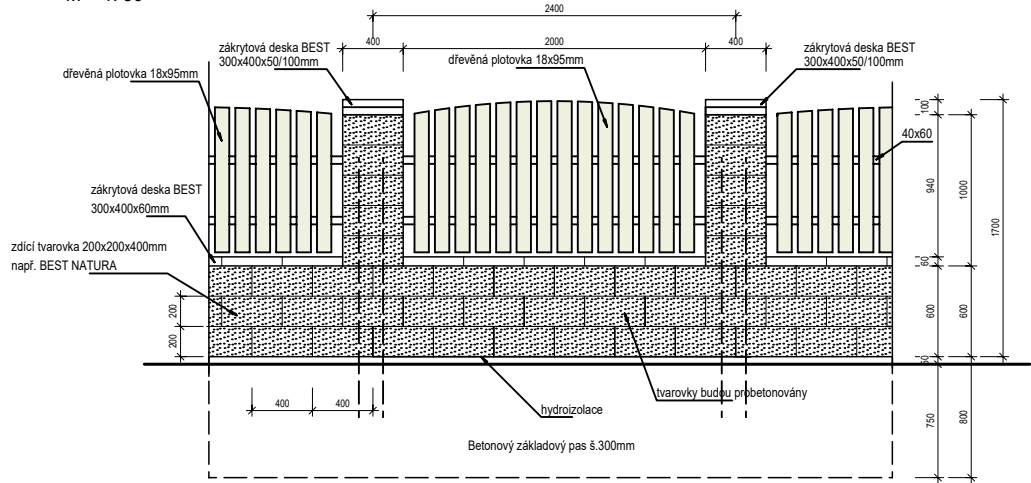 2400
zákrytová deska BEST
300x400x50/100mm
400
2000
400
zákrytová deska BEST
300x400x50/100mm
dřevěná plotovka 18x95mm
dřevěná plotovka 18x95mm
100
40x60
940
1000
1700
zákrytová deska BEST
300x400x60mm
zdící tvarovka 200x200x400mm
např. BEST NATURA
60
200
200
600
600
50
400
400
hydroizolace
tvarovky budou probetonovány
750
800
Betonový základový pas š.300mm